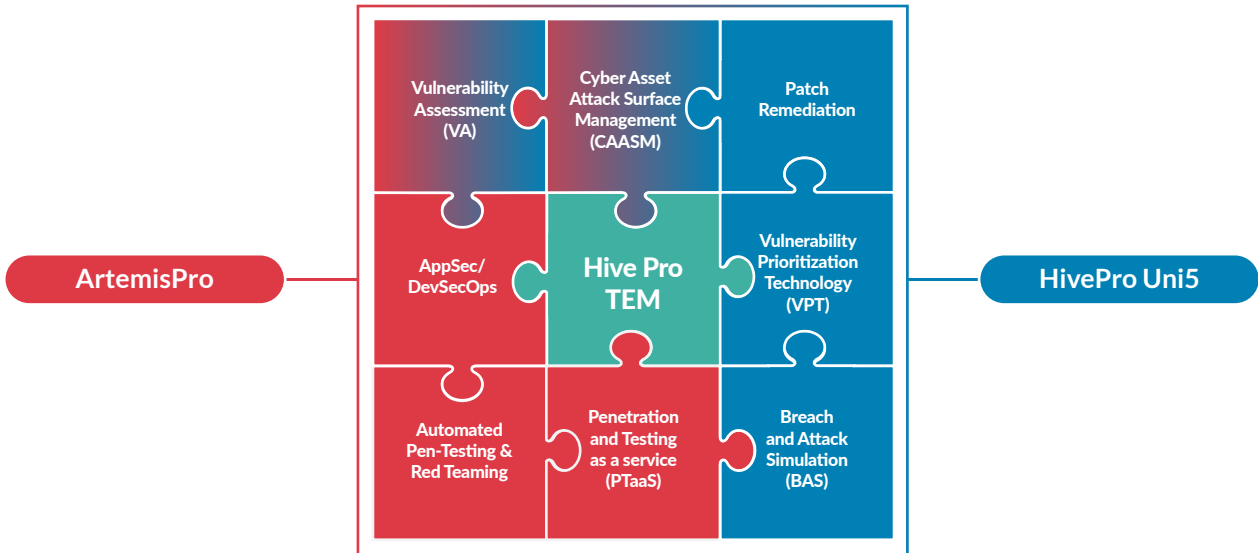 Vulnerability
Assessment
(VA)
Cyber Asset
Attack Surface
Management
(CAASM)
Patch
Remediation
ArtemisPro
AppSec/
DevSecOps
Hive Pro
TEM
Vulnerability
Prioritization
Technology
(VPT)
HivePro Uni5
Automated
Pen-Testing &
Red Teaming
Penetration
and Testing
as a service
(PTaaS)
Breach
and Attack
Simulation
(BAS)